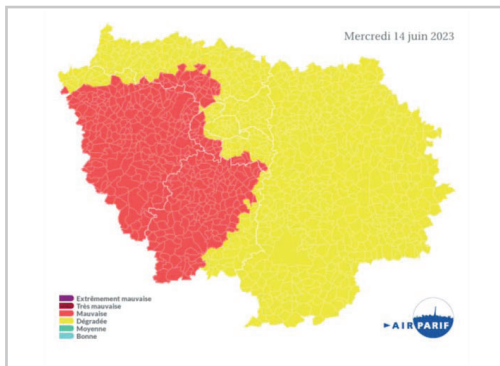 Mercredi 14 juin 2023
Extrêmement mauvaise
Très mauvaise
Mauvaise
Dégradée
Moyenne
Bonne
AIRPARIF